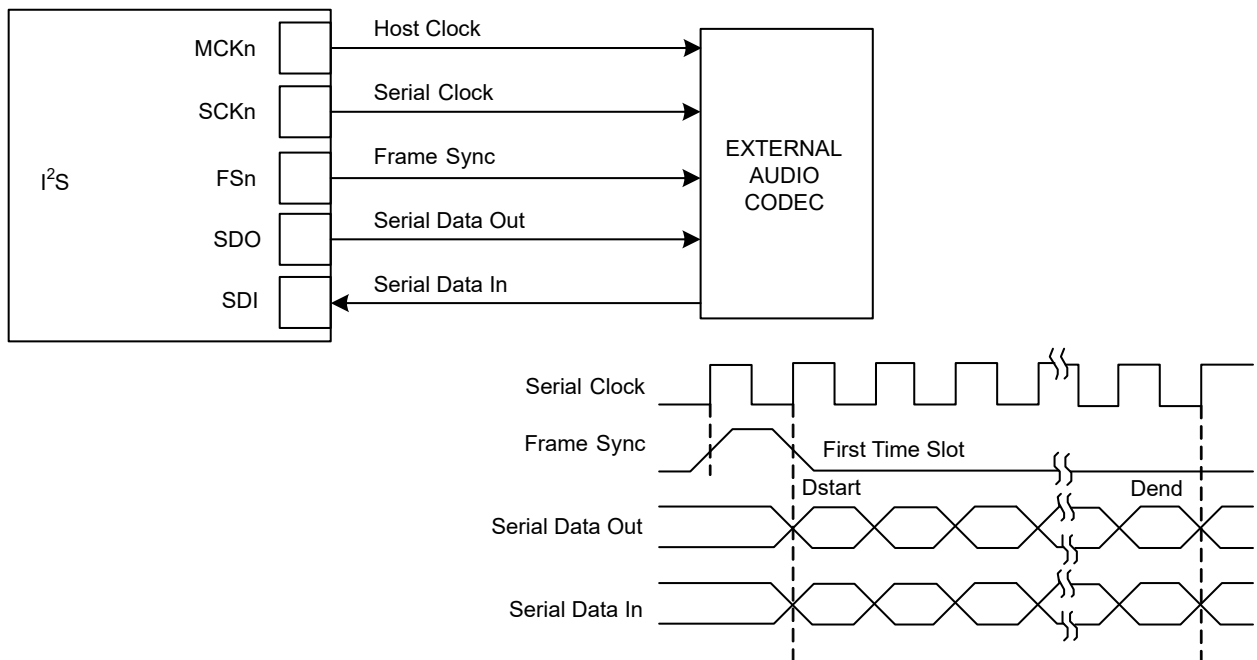 MCKn
Host Clock
SCKn
Serial Clock
I²S
FSn
Frame Sync
EXTERNAL
AUDIO
CODEC
SDO
Serial Data Out
SDI
Serial Data In
Serial Clock
Frame Sync
First Time Slot
Dstart
Dend
Serial Data Out
Serial Data In